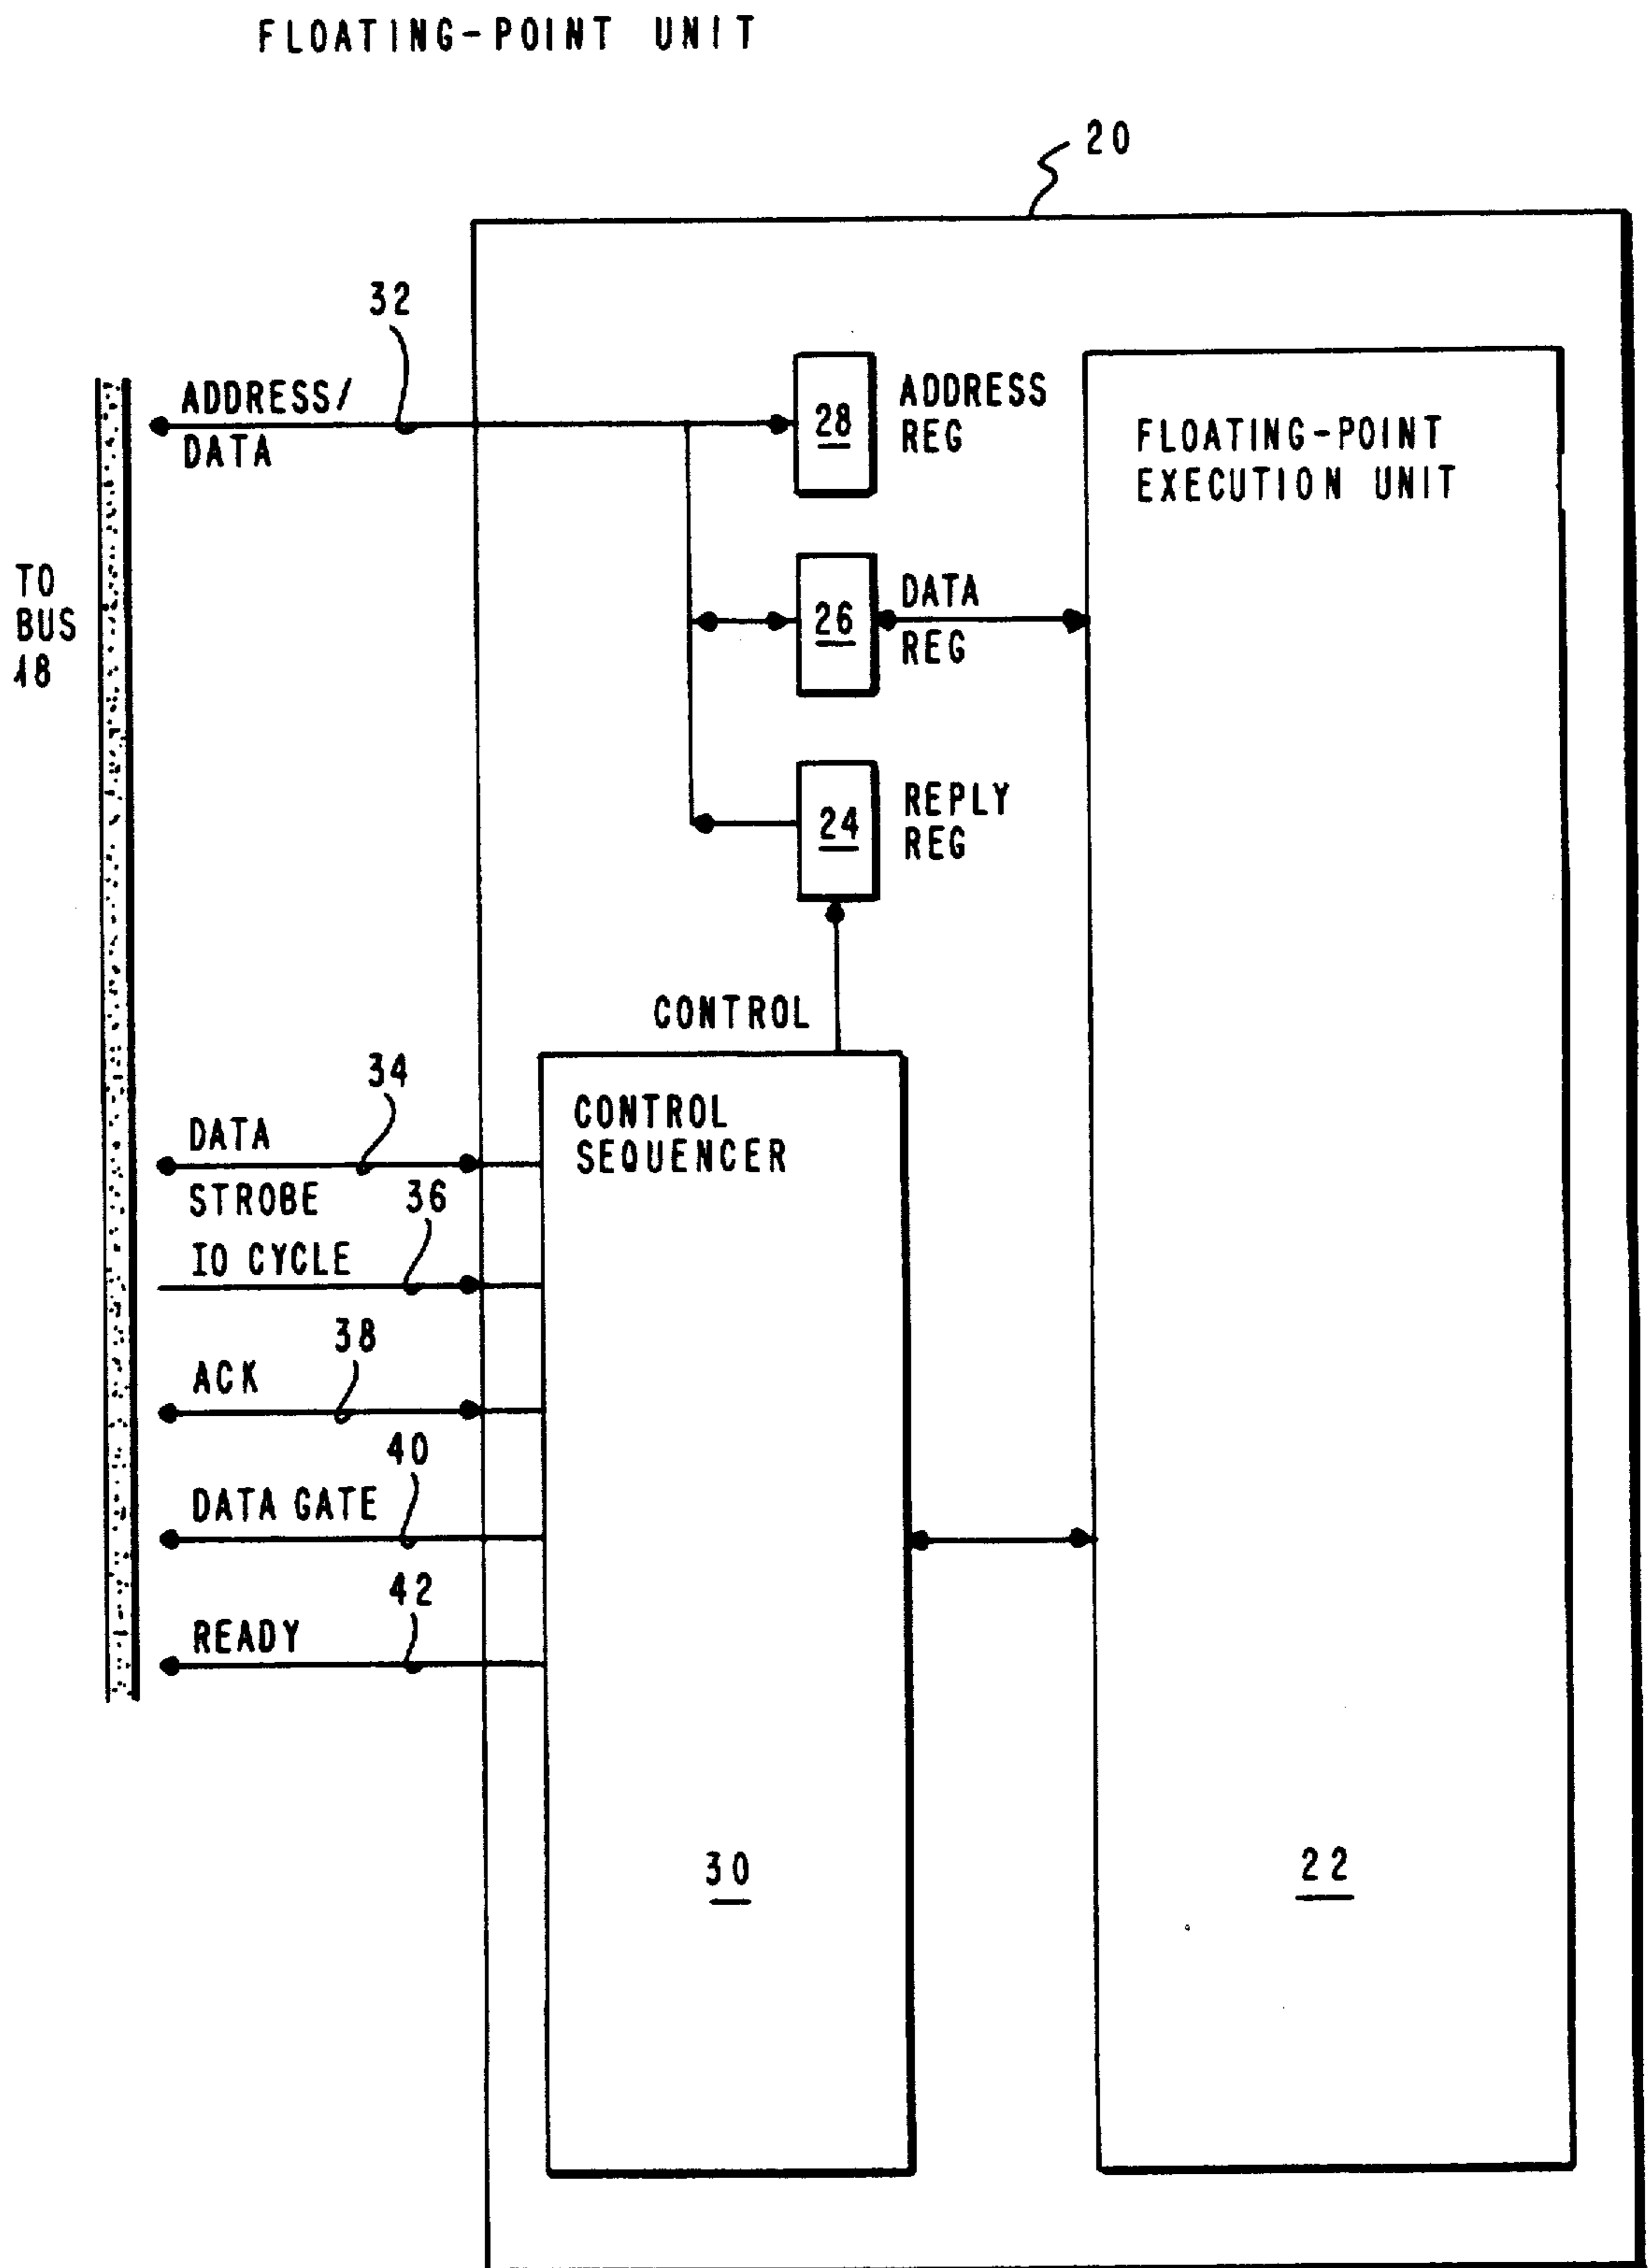 FLOATING-POINT UNIT
20
32
ADDRESS/
DATA
28
ADDRESS
REG
FLOATING-POINT
EXECUTION UNIT
TO
BUS
18
26
DATA
REG
24
REPLY
REG
CONTROL
34
DATA
STROBE
CONTROL
SEQUENCER
36
IO CYCLE
38
ACK
40
DATA GATE
42
READY
30
22